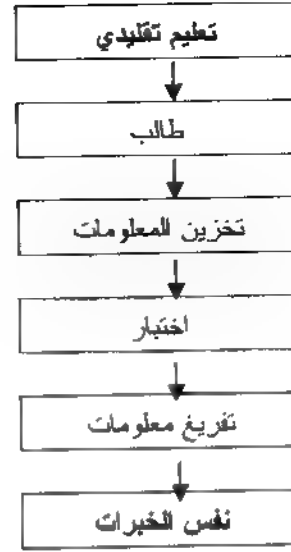 تعليم تقليدي
طالب
تخزين المعلومات
اختبار
تفريغ معلومات
نفس الخبرات